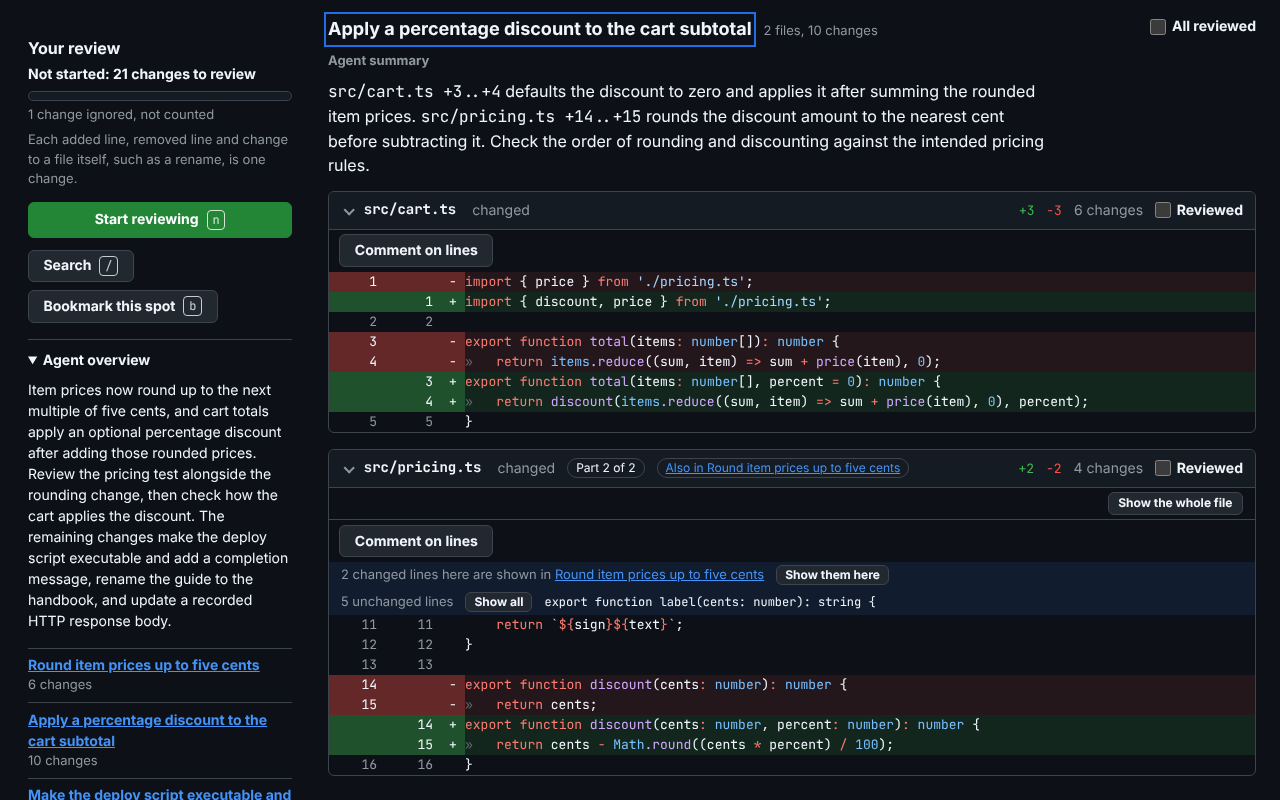 Your review
Not started: 21 changes to review
1 change ignored, not counted
Each added line, removed line and change
to a file itself, such as a rename, is one
change.
Start reviewing n
Search /
Bookmark this spot b
▼ Agent overview
Item prices now round up to the next
multiple of five cents, and cart totals
apply an optional percentage discount
after adding those rounded prices.
Review the pricing test alongside the
rounding change, then check how the
cart applies the discount. The
remaining changes make the deploy
script executable and add a completion
message, rename the guide to the
handbook, and update a recorded
HTTP response body.
Round item prices up to five cents
6 changes
Apply a percentage discount to the
cart subtotal
10 changes
Make the deploy script executable and
Apply a percentage discount to the cart subtotal 2 files, 10 changes
All reviewed
Agent summary
src/cart.ts +3..+4 defaults the discount to zero and applies it after summing the rounded
item prices. src/pricing.ts +14..+15 rounds the discount amount to the nearest cent
before subtracting it. Check the order of rounding and discounting against the intended pricing
rules.
src/cart.ts changed +3 -3 6 changes Reviewed
Comment on lines
1 - import { price } from './pricing.ts';
1 + import { discount, price } from './pricing.ts';
2 2
3 - export function total(items: number[]): number {
4 - » return items.reduce((sum, item) => sum + price(item), 0);
3 + export function total(items: number[], percent = 0): number {
4 + » return discount(items.reduce((sum, item) => sum + price(item), 0), percent);
5 5 }
src/pricing.ts changed Part 2 of 2 Also in Round item prices up to five cents +2 -2 4 changes Reviewed
Show the whole file
Comment on lines
2 changed lines here are shown in Round item prices up to five cents Show them here
5 unchanged lines Show all export function label(cents: number): string {
11 11 return `${sign}${text}`;
12 12 }
13 13
14 - export function discount(cents: number): number {
15 - » return cents;
14 + export function discount(cents: number, percent: number): number {
15 + » return cents - Math.round((cents * percent) / 100);
16 16 }